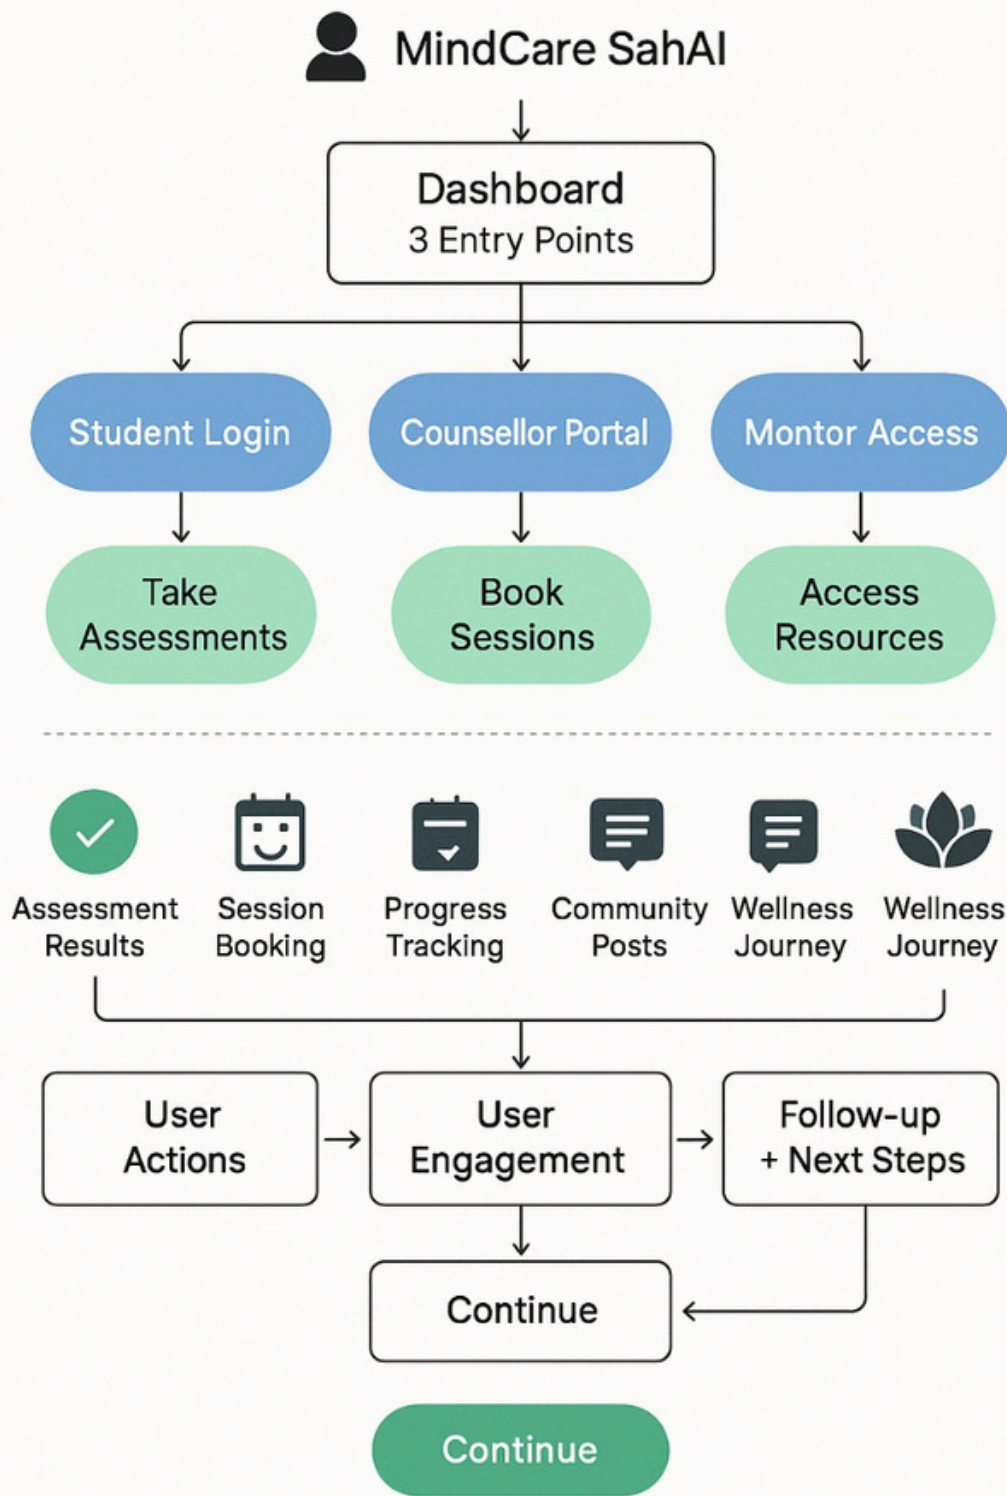 MindCare SahAI
Dashboard
3 Entry Points
Student Login
Counsellor Portal
Montor Access
Take
Assessments
Book
Sessions
Access
Resources
Assessment
Results
Session
Booking
Progress
Tracking
Community
Posts
Wellness
Journey
Wellness
Journey
User
Actions
User
Engagement
Follow-up
+ Next Steps
Continue
Continue